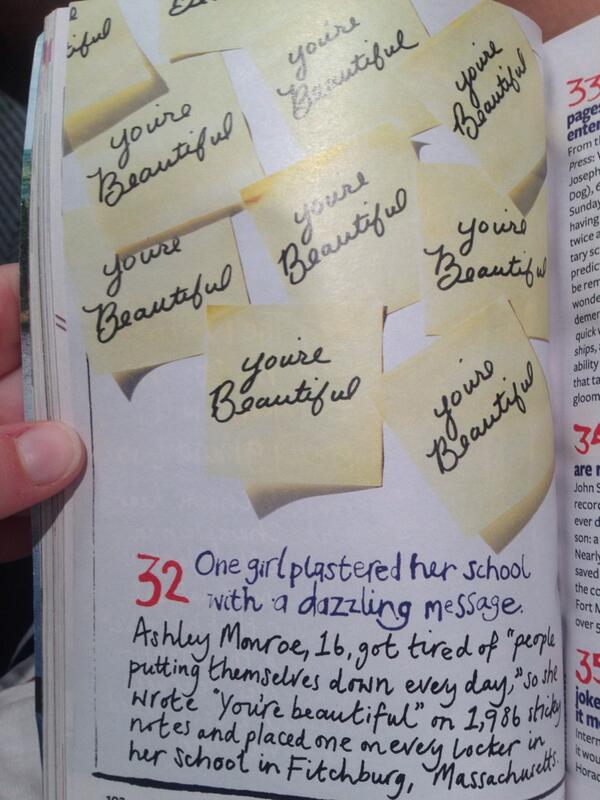 iful
you're
Beautiful
you're
Beautiful
you're
Beautiful
you're
Beautiful
you're
Beautiful
you're
Beautiful
you're
Beautiful
you're
Beautiful
32 One girl plastered her school
with a dazzling message.
Ashley Monroe, 16, got tired of "people
putting themselves down every day," so she
wrote "You're beautiful" on 1,986 sticky
notes and placed one on every locker in
her school in Fitchburg, Massachusetts.
33
pages
enter
From th
Press: V
Joseph
Dog), 6
Sunday
having
twice a
tary sc
predic
be rem
wonde
demer
quick w
ships, a
ability
that ta
gloom
34
are n
John S
record
ever d
son: a
Nearly
saved
the co
Fort M
over 5
35
joke
it m
Intern
it wou
Horac